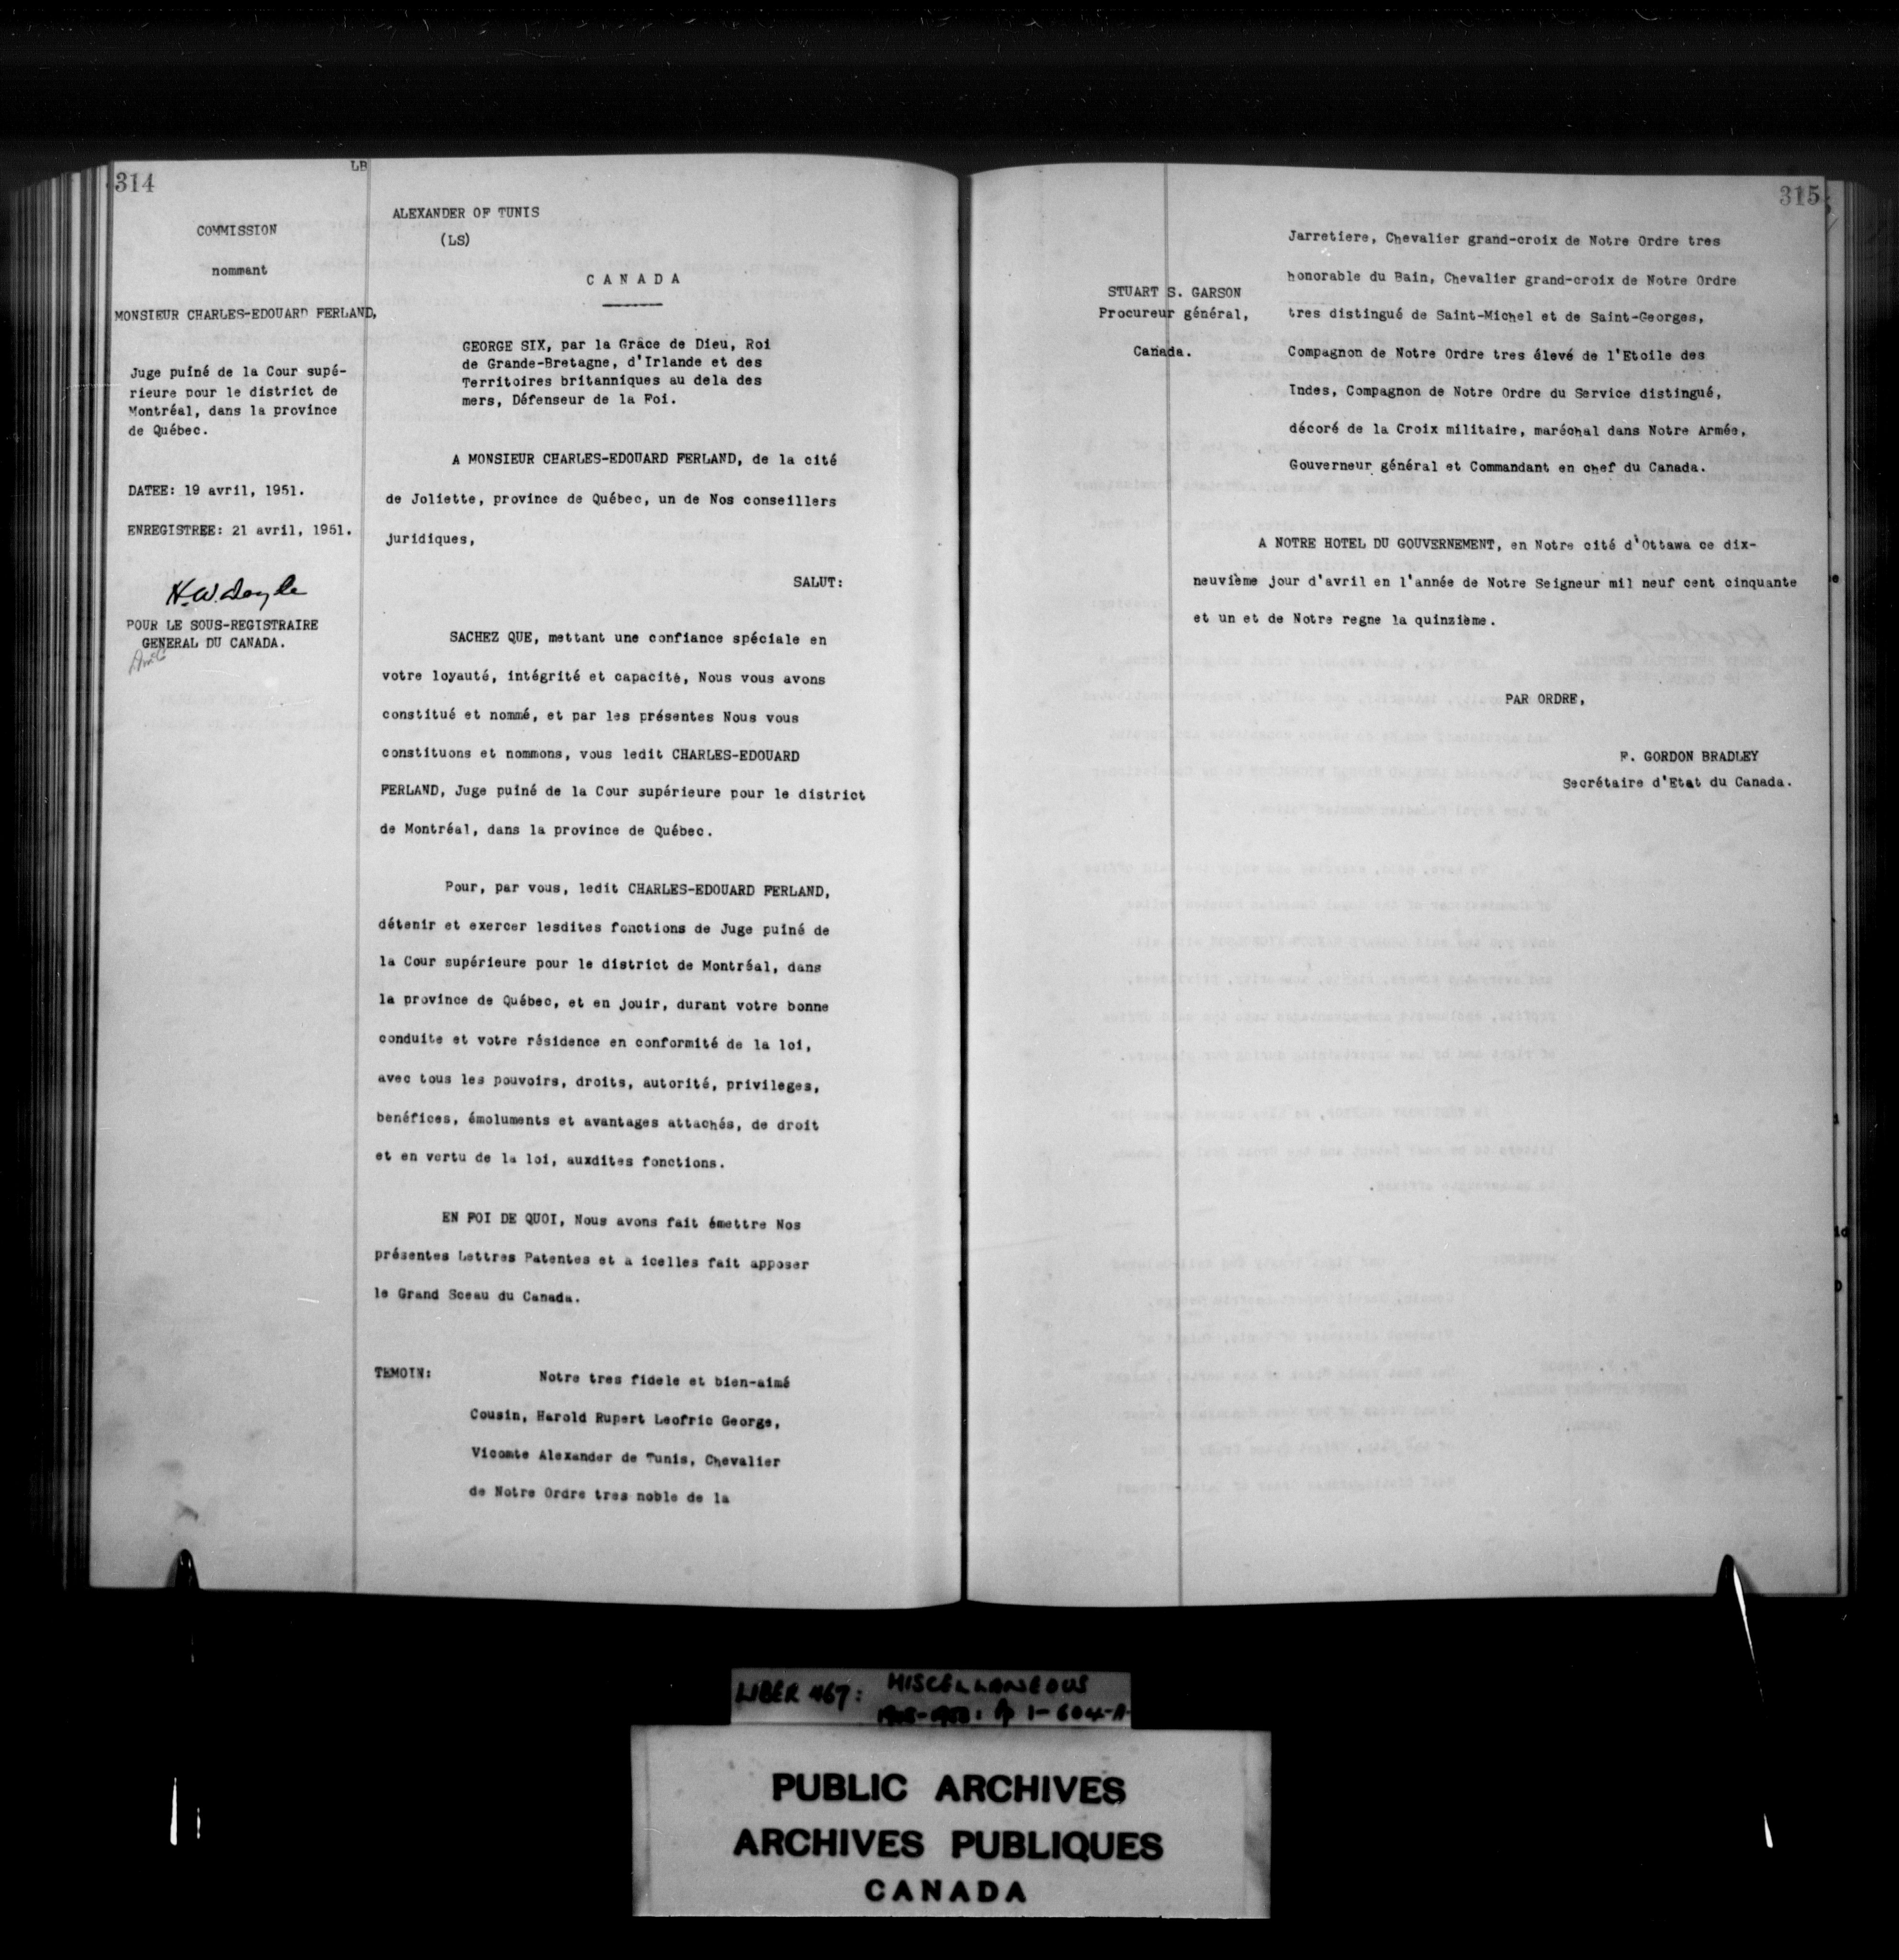 314
LB
COMMISSION
nommant
MONSIEUR CHARLES-EDOUARD FERLAND,
Juge puîné de la Cour supé-
rieure pour le district de
Montréal, dans la province
de Québec.
DATEE: 19 avril, 1951.
ENREGISTREE: 21 avril, 1951.
H.W. Doyle
POUR LE SOUS-REGISTRAIRE
GENERAL DU CANADA.
ALEXANDER OF TUNIS
(LS)
CANADA
GEORGE SIX, par la Grâce de Dieu, Roi
de Grande-Bretagne, d'Irlande et des
Territoires britanniques au dela des
mers, Défenseur de la Foi.
A MONSIEUR CHARLES-EDOUARD FERLAND, de la cité
de Joliette, province de Québec, un de Nos conseillers
juridiques,
SALUT:
SACHEZ QUE, mettant une confiance spéciale en
votre loyauté, intégrité et capacité, Nous vous avons
constitué et nommé, et par les présentes Nous vous
constituons et nommons, vous ledit CHARLES-EDOUARD
FERLAND, Juge puîné de la Cour supérieure pour le district
de Montréal, dans la province de Québec.
Pour, par vous, ledit CHARLES-EDOUARD FERLAND,
détenir et exercer lesdites fonctions de Juge puîné de
la Cour supérieure pour le district de Montréal, dans
la province de Québec, et en jouir, durant votre bonne
conduite et votre résidence en conformité de la loi,
avec tous les pouvoirs, droits, autorité, privileges,
benéfices, émoluments et avantages attachés, de droit
et en vertu de la loi, auxdites fonctions.
EN FOI DE QUOI, Nous avons fait émettre Nos
présentes Lettres Patentes et a icelles fait apposer
le Grand Sceau du Canada.
TEMOIN: Notre tres fidele et bien-aimé
Cousin, Harold Rupert Leofric George,
Vicomte Alexander de Tunis, Chevalier
de Notre Ordre tres noble de la
315
STUART S. GARSON
Procureur général,
Canada.
Jarretiere, Chevalier grand-croix de Notre Ordre tres
honorable du Bain, Chevalier grand-croix de Notre Ordre
tres distingué de Saint-Michel et de Saint-Georges,
Compagnon de Notre Ordre tres élevé de l'Etoile des
Indes, Compagnon de Notre Ordre du Service distingué,
décoré de la Croix militaire, maréchal dans Notre Armée,
Gouverneur général et Commandant en chef du Canada.
A NOTRE HOTEL DU GOUVERNEMENT, en Notre cité d'Ottawa ce dix-
neuvième jour d'avril en l'année de Notre Seigneur mil neuf cent cinquante
et un et de Notre regne la quinzième.
PAR ORDRE,
F. GORDON BRADLEY
Secrétaire d'Etat du Canada.
LIBER 467: MISCELLANEOUS
1-604-A
PUBLIC ARCHIVES
ARCHIVES PUBLIQUES
CANADA